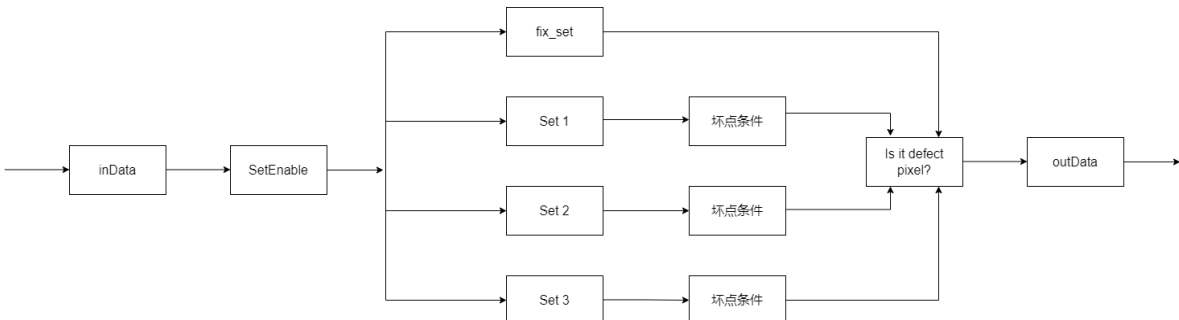 fix_set
Set 1
坏点条件
inData
SetEnable
Is it defect
pixel?
outData
Set 2
坏点条件
Set 3
坏点条件